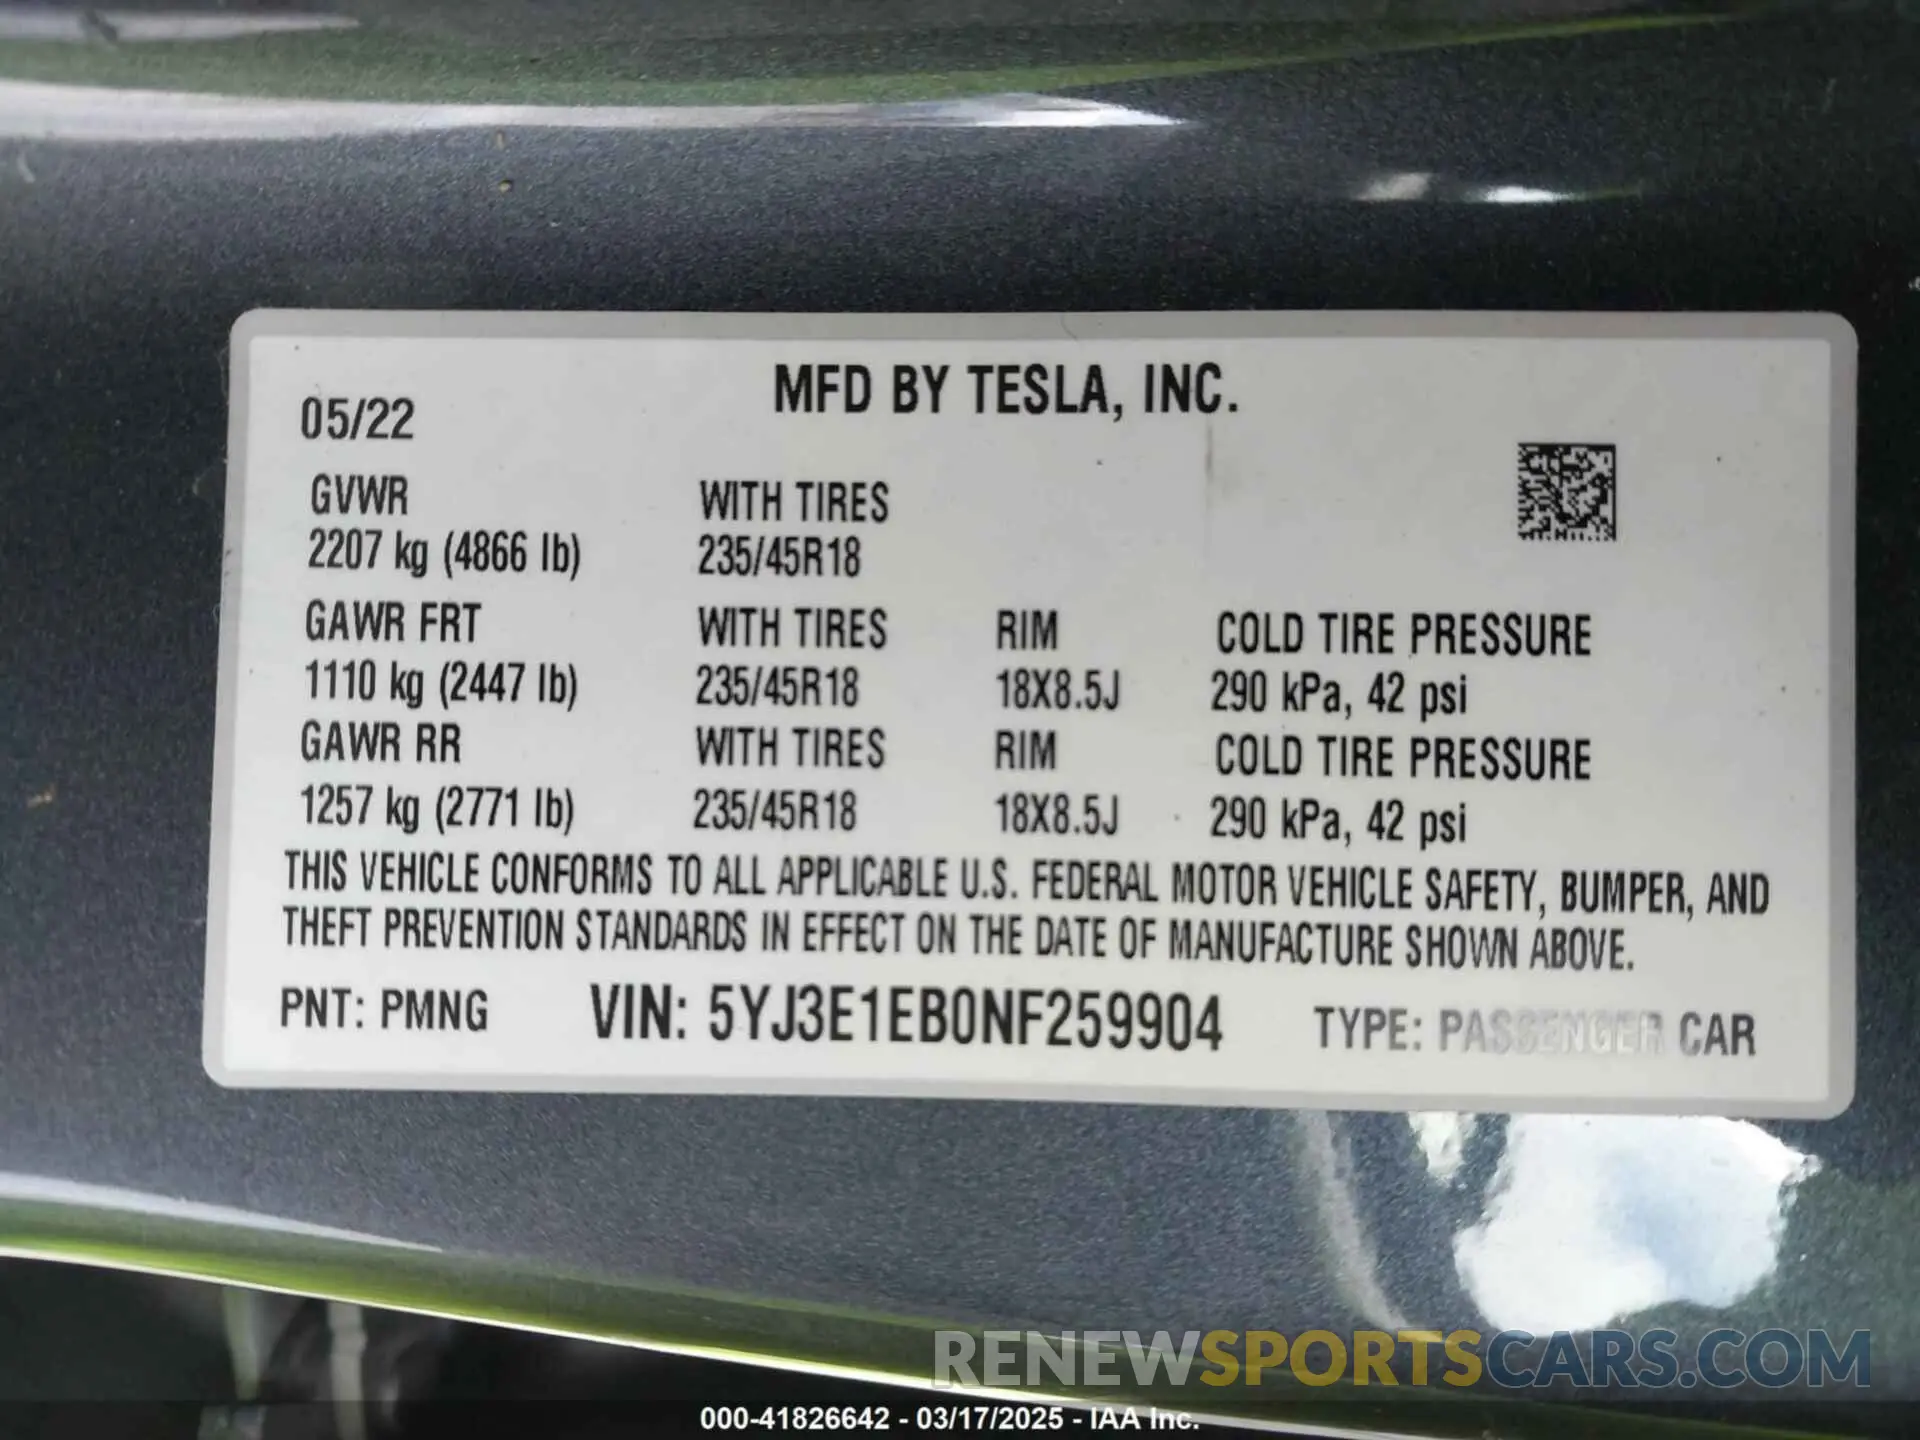 MFD BY TESLA, INC.
05/22
GVWR WITH TIRES
2207 kg (4866 lb) 235/45R18
GAWR FRT WITH TIRES RIM COLD TIRE PRESSURE
1110 kg (2447 lb) 235/45R18 18X8.5J 290 kPa, 42 psi
GAWR RR WITH TIRES RIM COLD TIRE PRESSURE
1257 kg (2771 lb) 235/45R18 18X8.5J 290 kPa, 42 psi
THIS VEHICLE CONFORMS TO ALL APPLICABLE U.S. FEDERAL MOTOR VEHICLE SAFETY, BUMPER, AND
THEFT PREVENTION STANDARDS IN EFFECT ON THE DATE OF MANUFACTURE SHOWN ABOVE.
PNT: PMNG VIN: 5YJ3E1EB0NF259904 TYPE: PASSENGER CAR
RENEWSPORTSCARS.COM
000-41826642 - 03/17/2025 - IAA Inc.